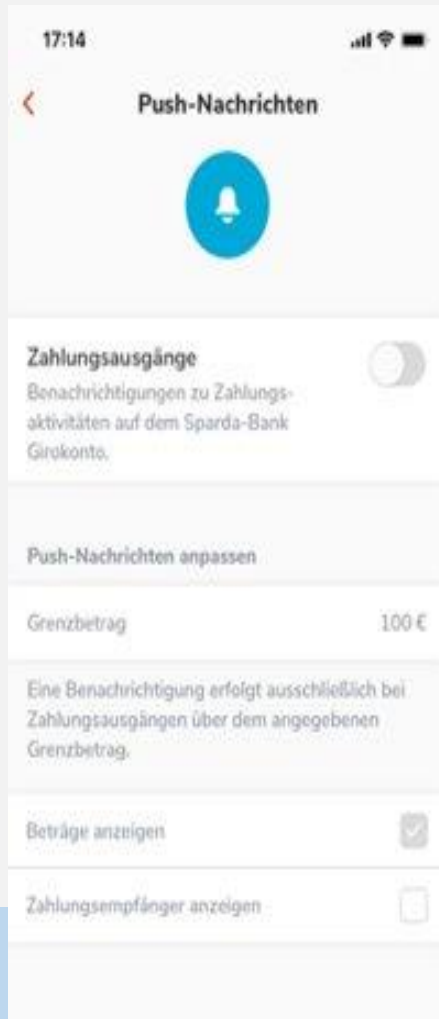 17:14
Push-Nachrichten
Zahlungsausgänge
Benachrichtigungen zu Zahlungs-
aktivitäten auf dem Sparda-Bank
Girokonto.
Push-Nachrichten anpassen
Grenzbetrag 100 €
Eine Benachrichtigung erfolgt ausschließlich bei
Zahlungsausgängen über dem angegebenen
Grenzbetrag.
Beträge anzeigen
Zahlungsempfänger anzeigen